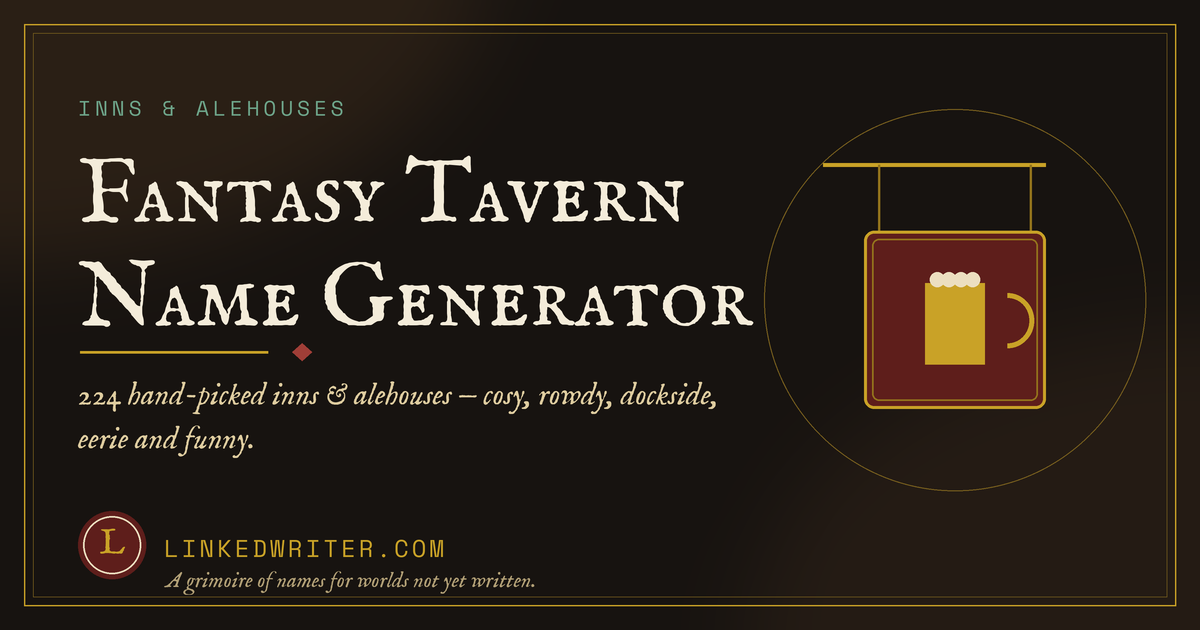 INNS & ALEHOUSES
Fantasy Tavern
Name Generator
224 hand-picked inns & alehouses — cosy, rowdy, dockside,
eerie and funny.
L
LINKEDWRITER.COM
A grimoire of names for worlds not yet written.